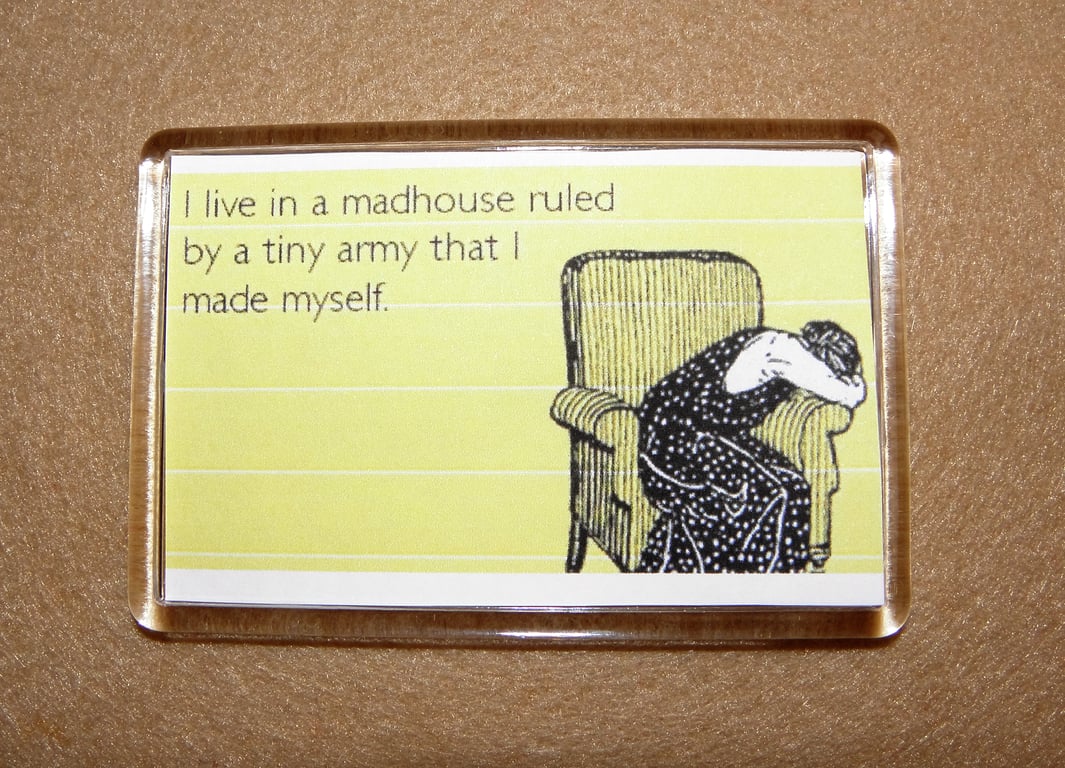 I live in a madhouse ruled
by a tiny army that I
made myself.